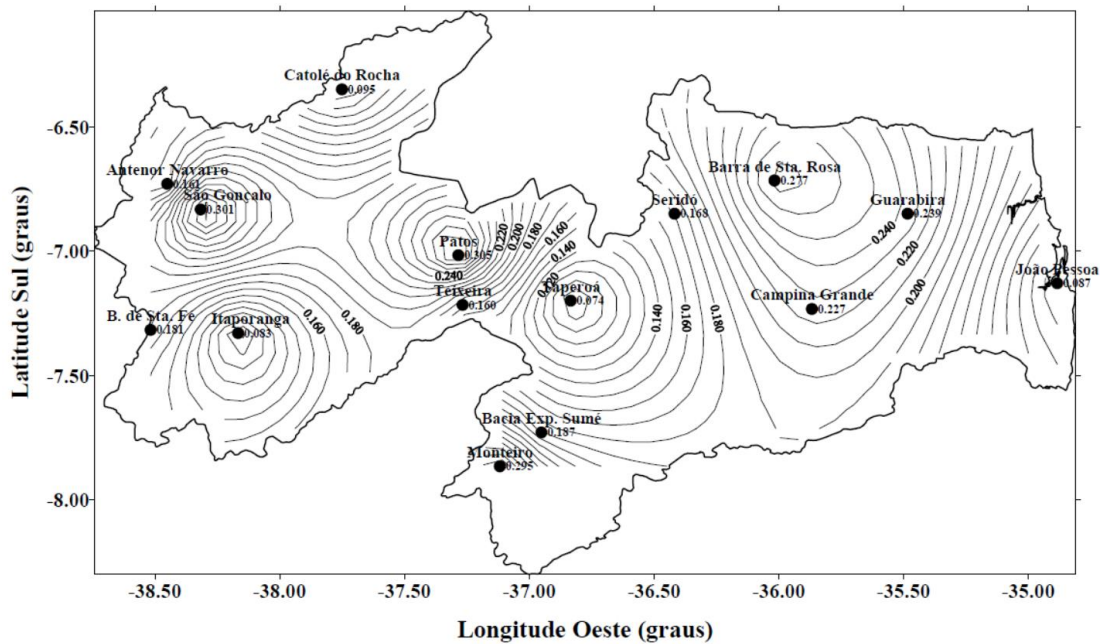 Catolé do Rocha
0.095
-6.50
Antenor Navarro
0.161
São Gonçalo
0.301
Barra de Sta. Rosa
0.277
Seridó
0.168
Guarabira
0.239
0.240
0.220
0.200
-7.00
Patos
0.305
0.220
0.200
0.180
0.160
0.140
0.120
0.240
Teixeira
0.160
Taperoá
0.074
João Pessoa
0.087
Campina Grande
0.227
B. de Sta. Fé
0.181
Itaporanga
0.083
0.160
0.180
0.140
0.160
0.180
-7.50
Bacia Exp. Sumé
0.187
Monteiro
0.295
-8.00
Latitude Sul (graus)
-38.50 -38.00 -37.50 -37.00 -36.50 -36.00 -35.50 -35.00
Longitude Oeste (graus)